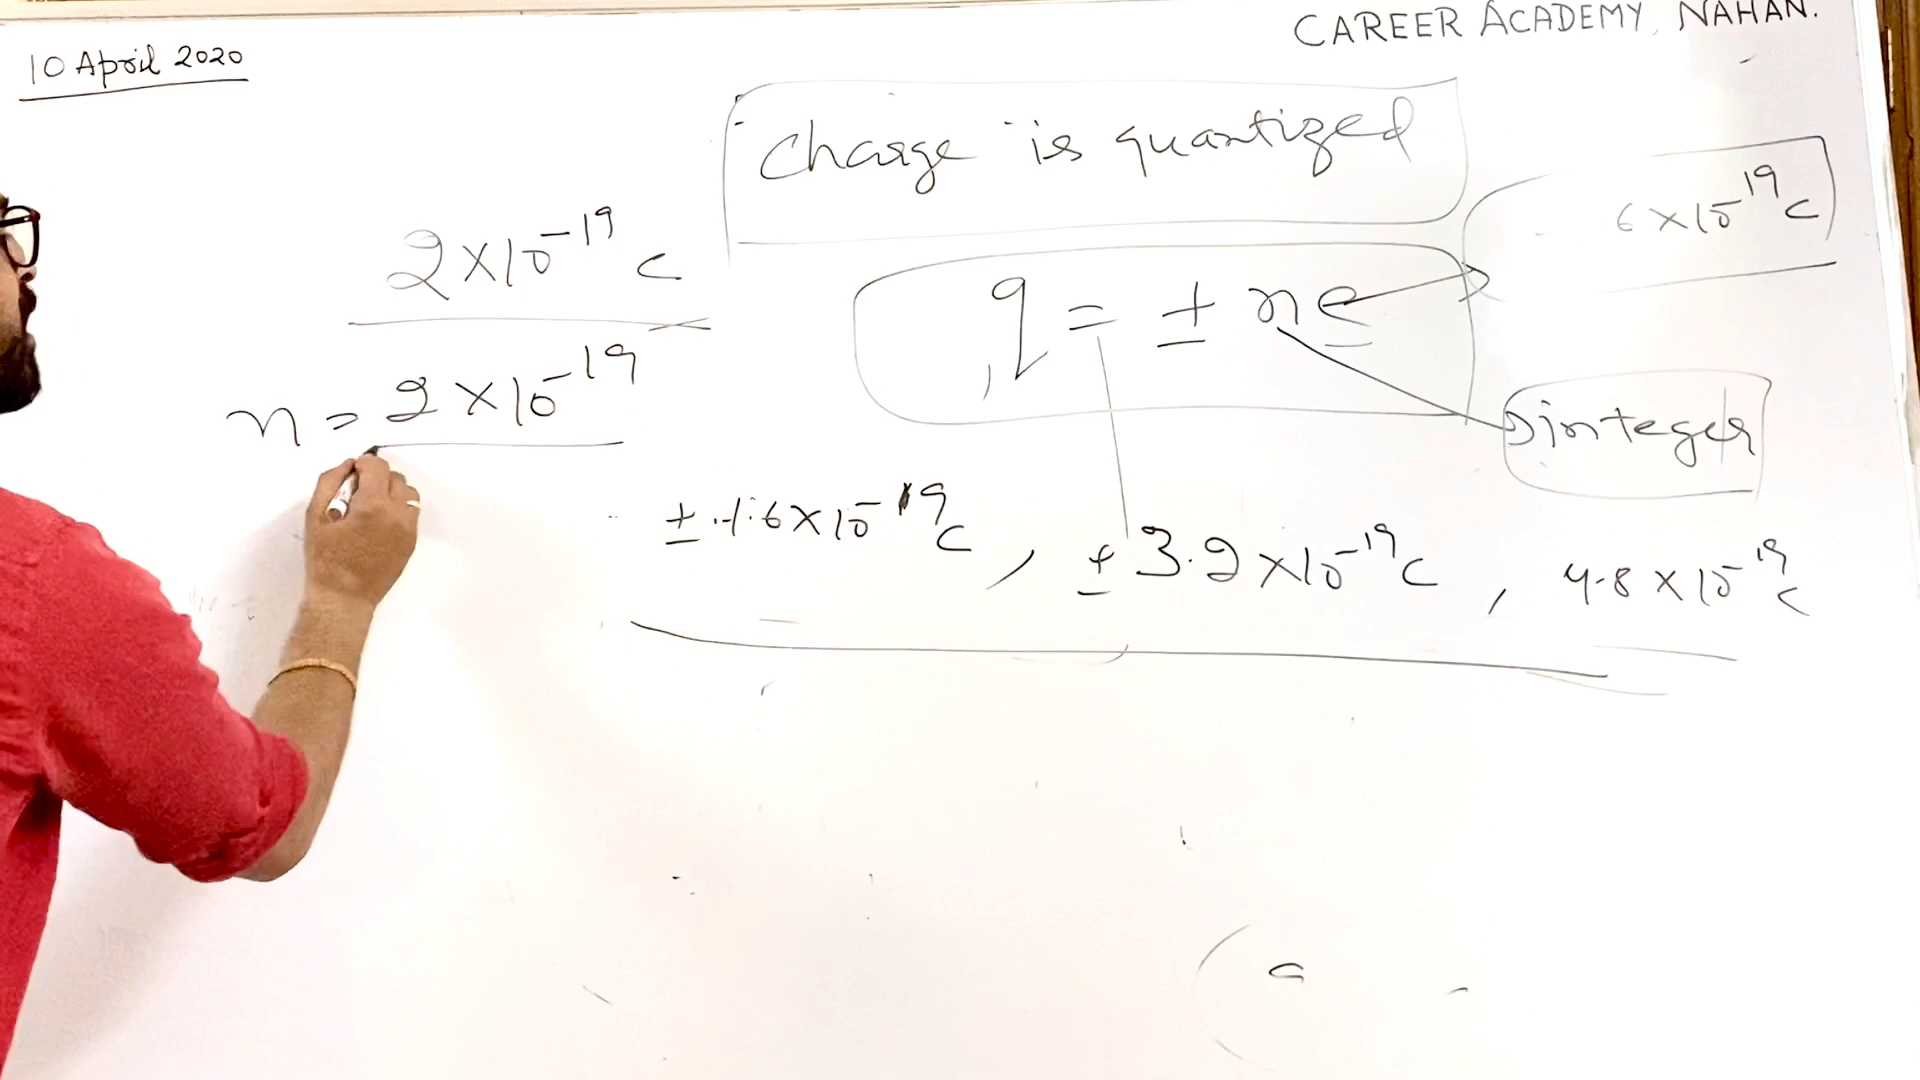 CAREER ACADEMY, NAHAN.
10 April 2020
Charge is quantized
6 × 10⁻¹⁹ C
2 × 10⁻¹⁹ C
q = ± ne
n = 2 × 10⁻¹⁹
integer
± 1.6 × 10⁻¹⁹ C , ± 3.2 × 10⁻¹⁹ C , 4.8 × 10⁻¹⁹ C